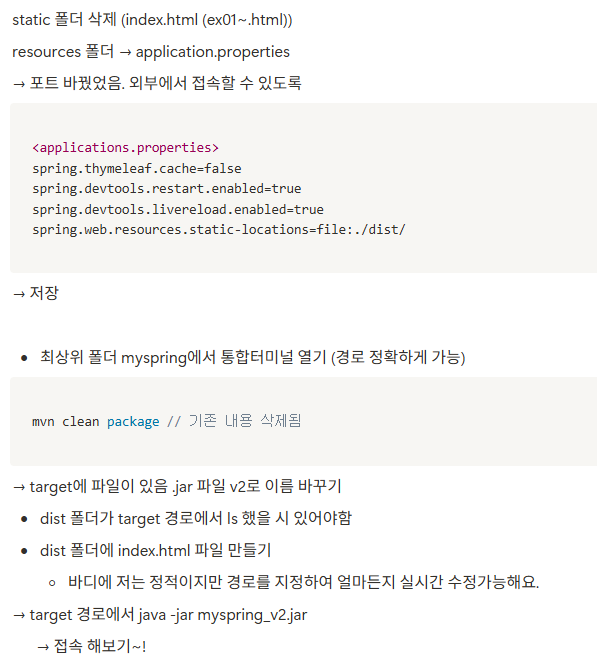 static 폴더 삭제 (index.html (ex01~.html))
resources 폴더 → application.properties
→ 포트 바꿨었음. 외부에서 접속할 수 있도록
<applications.properties>
spring.thymeleaf.cache=false
spring.devtools.restart.enabled=true
spring.devtools.livereload.enabled=true
spring.web.resources.static-locations=file:./dist/
→ 저장
• 최상위 폴더 myspring에서 통합터미널 열기 (경로 정확하게 가능)
mvn clean package // 기존 내용 삭제됨
→ target에 파일이 있음 .jar 파일 v2로 이름 바꾸기
• dist 폴더가 target 경로에서 ls 했을 시 있어야함
• dist 폴더에 index.html 파일 만들기
◦ 바디에 저는 정적이지만 경로를 지정하여 얼마든지 실시간 수정가능해요.
→ target 경로에서 java -jar myspring_v2.jar
→ 접속 해보기~!